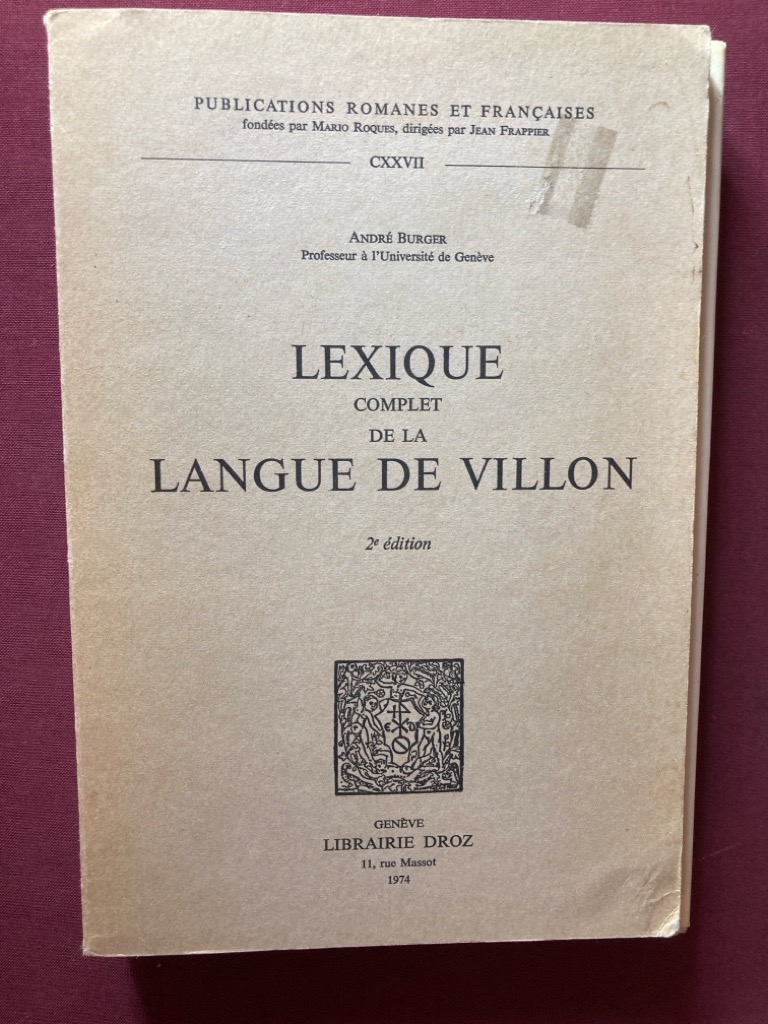 PUBLICATIONS ROMANES ET FRANÇAISES
fondées par MARIO ROQUES, dirigées par JEAN FRAPPIER
CXXVII
ANDRÉ BURGER
Professeur à l'Université de Genève
LEXIQUE
COMPLET
DE LA
LANGUE DE VILLON
2e édition
GENÈVE
LIBRAIRIE DROZ
11, rue Massot
1974